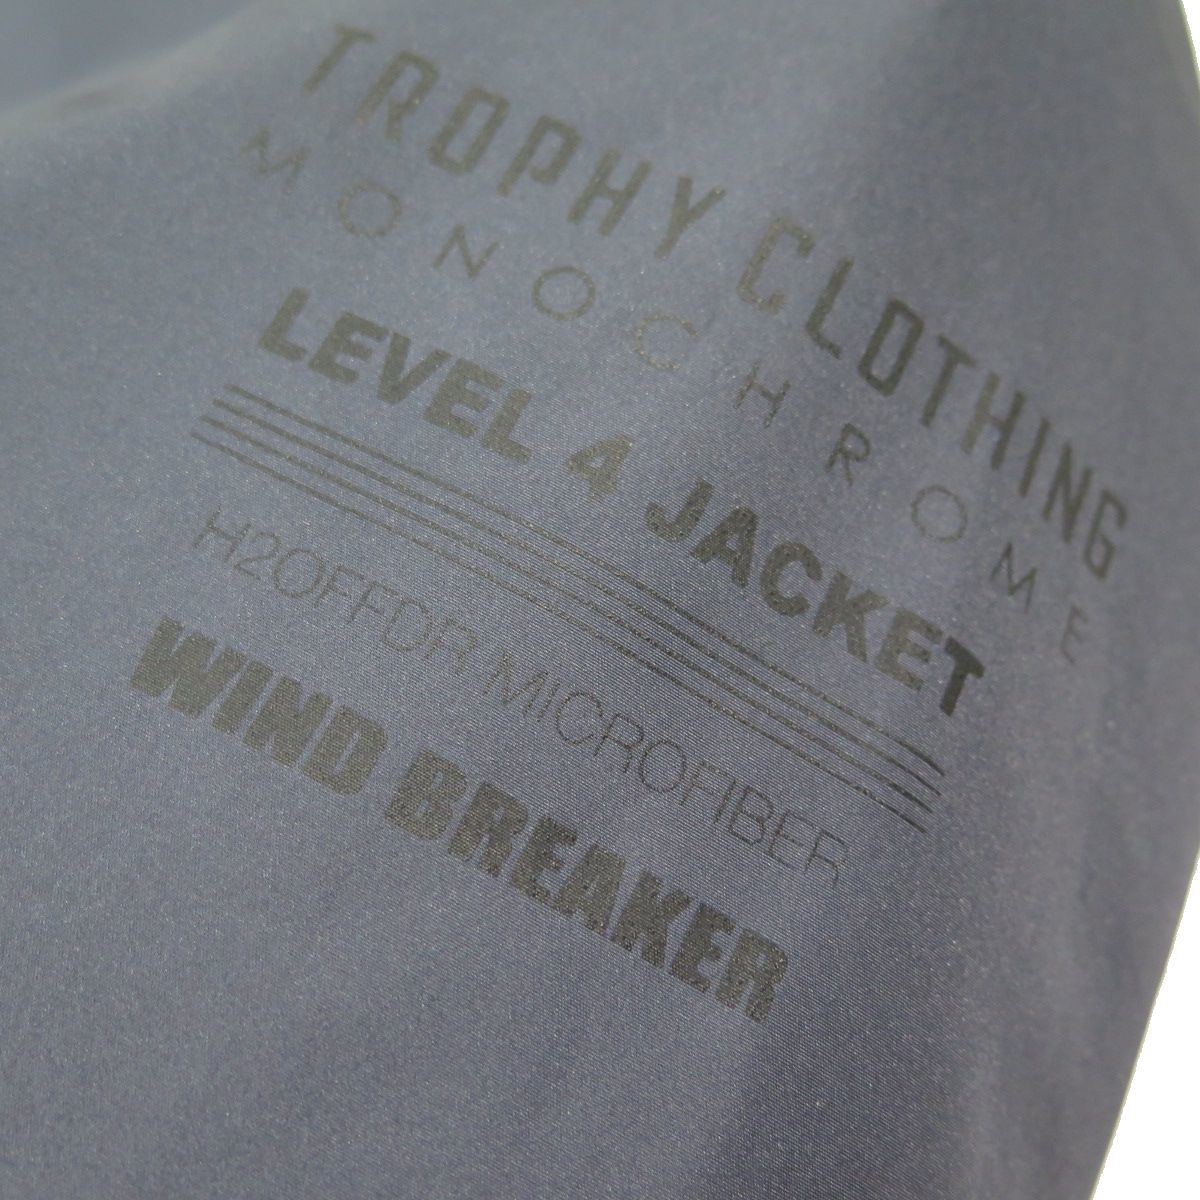 TROPHY CLOTHING
MONOCHROME
LEVEL 4 JACKET
H2OFFDR MICROFIBER
WIND BREAKER